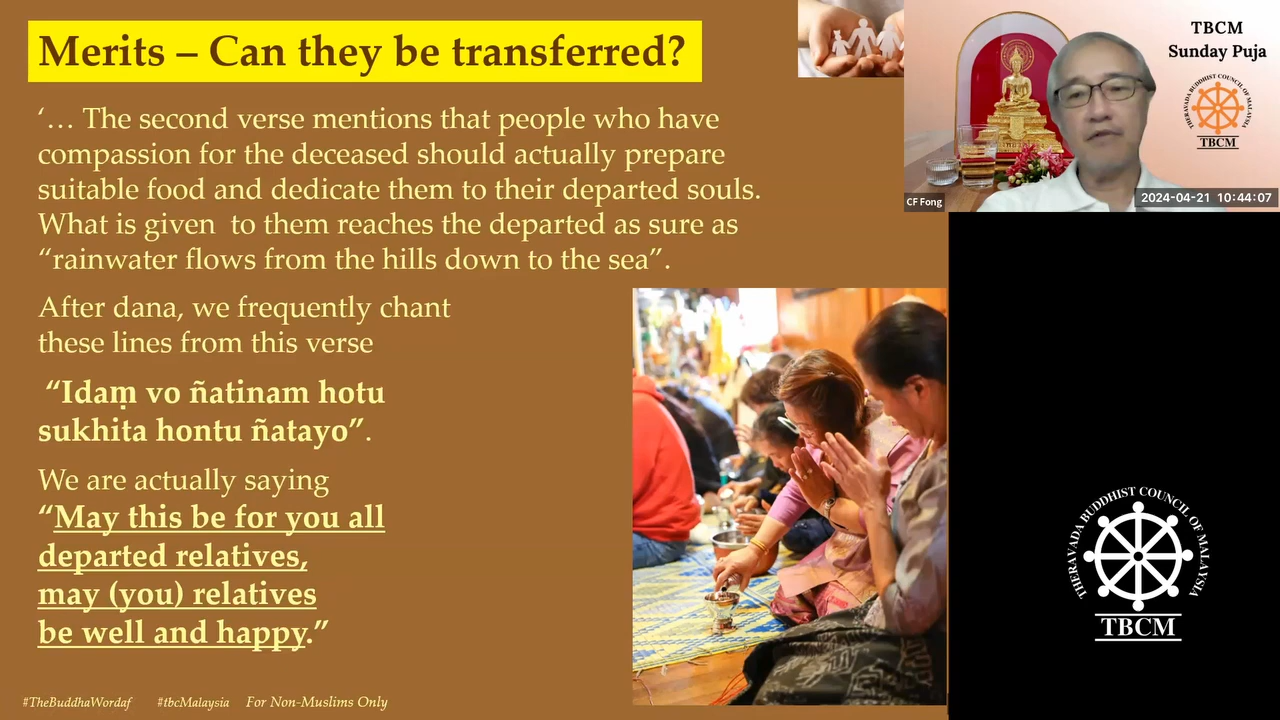 Merits – Can they be transferred?
‘… The second verse mentions that people who have
compassion for the deceased should actually prepare
suitable food and dedicate them to their departed souls.
What is given  to them reaches the departed as sure as
“rainwater flows from the hills down to the sea”.
After dana, we frequently chant
these lines from this verse
“Idaṃ vo ñatinam hotu
sukhita hontu ñatayo”.
We are actually saying
“May this be for you all
departed relatives,
may (you) relatives
be well and happy.”
#TheBuddhaWordaf #tbcMalaysia For Non-Muslims Only
TBCM
Sunday Puja
THERAVADA BUDDHIST COUNCIL OF MALAYSIA
TBCM
CF Fong
2024-04-21 10:44:07
THERAVADA BUDDHIST COUNCIL OF MALAYSIA
TBCM